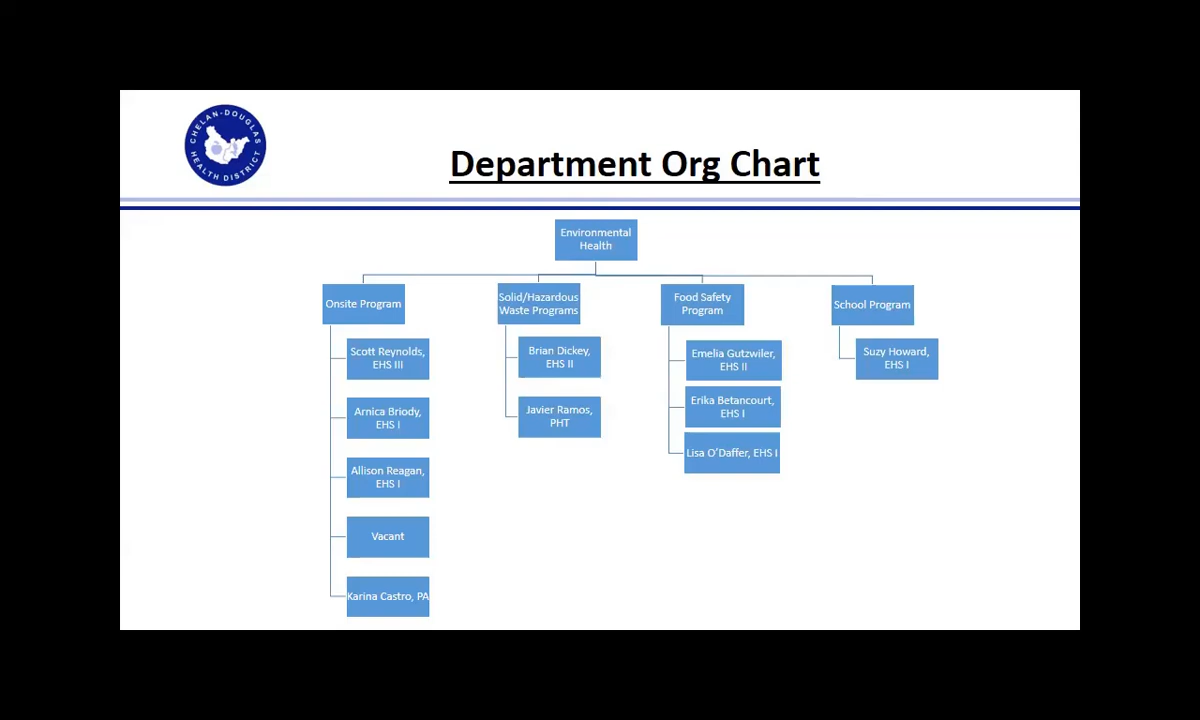 CHELAN-DOUGLAS
HEALTH DISTRICT
Department Org Chart
Environmental
Health
Onsite Program
Scott Reynolds,
EHS III
Arnica Briody,
EHS I
Allison Reagan,
EHS I
Vacant
Karina Castro, PA
Solid/Hazardous
Waste Programs
Brian Dickey,
EHS II
Javier Ramos,
PHT
Food Safety
Program
Emelia Gutzwiler,
EHS II
Erika Betancourt,
EHS I
Lisa O’Daffer, EHS I
School Program
Suzy Howard,
EHS I